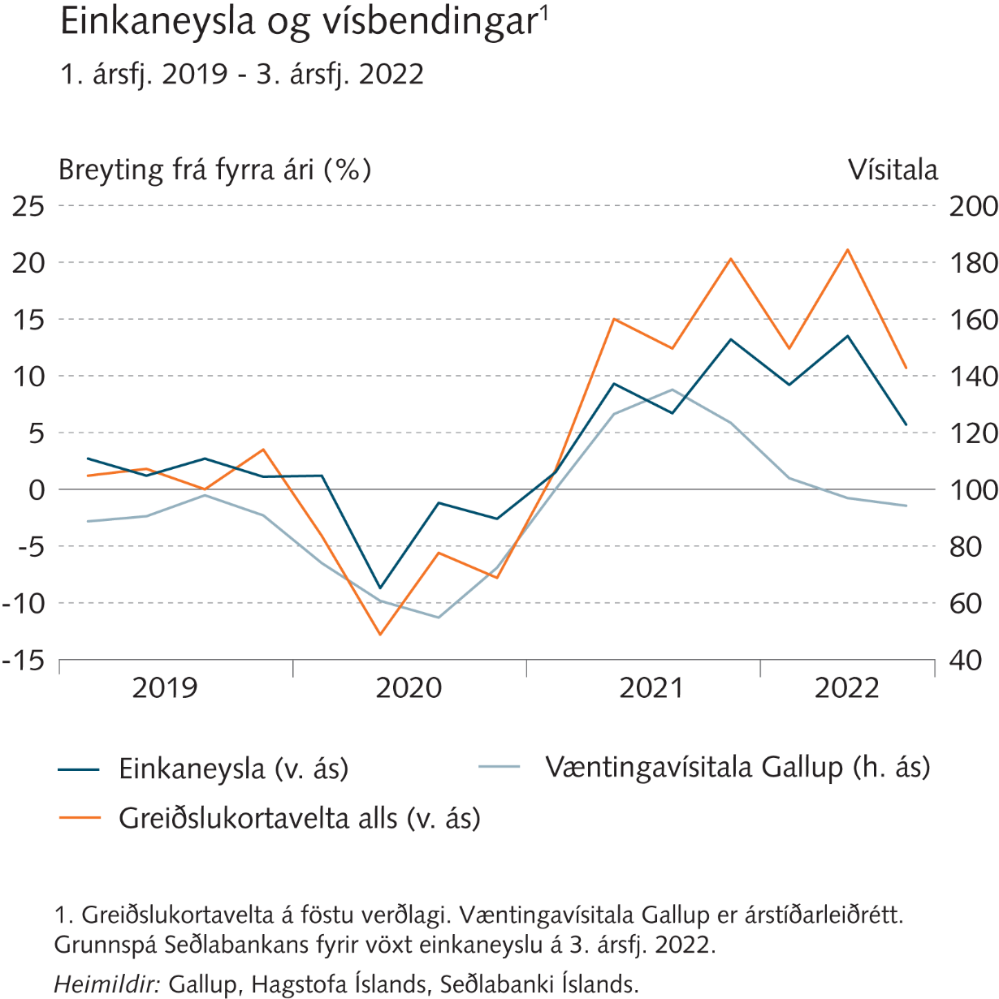 Einkaneysla og vísbendingar¹
1. ársfj. 2019 - 3. ársfj. 2022
Breyting frá fyrra ári (%)
Vísitala
25
20
15
10
5
0
-5
-10
-15
200
180
160
140
120
100
80
60
40
2019 2020 2021 2022
Einkaneysla (v. ás)
Væntingavísitala Gallup (h. ás)
Greiðslukortavelta alls (v. ás)
1. Greiðslukortavelta á föstu verðlagi. Væntingavísitala Gallup er árstíðarleiðrétt.
Grunnspá Seðlabankans fyrir vöxt einkaneyslu á 3. ársfj. 2022.
Heimildir: Gallup, Hagstofa Íslands, Seðlabanki Íslands.